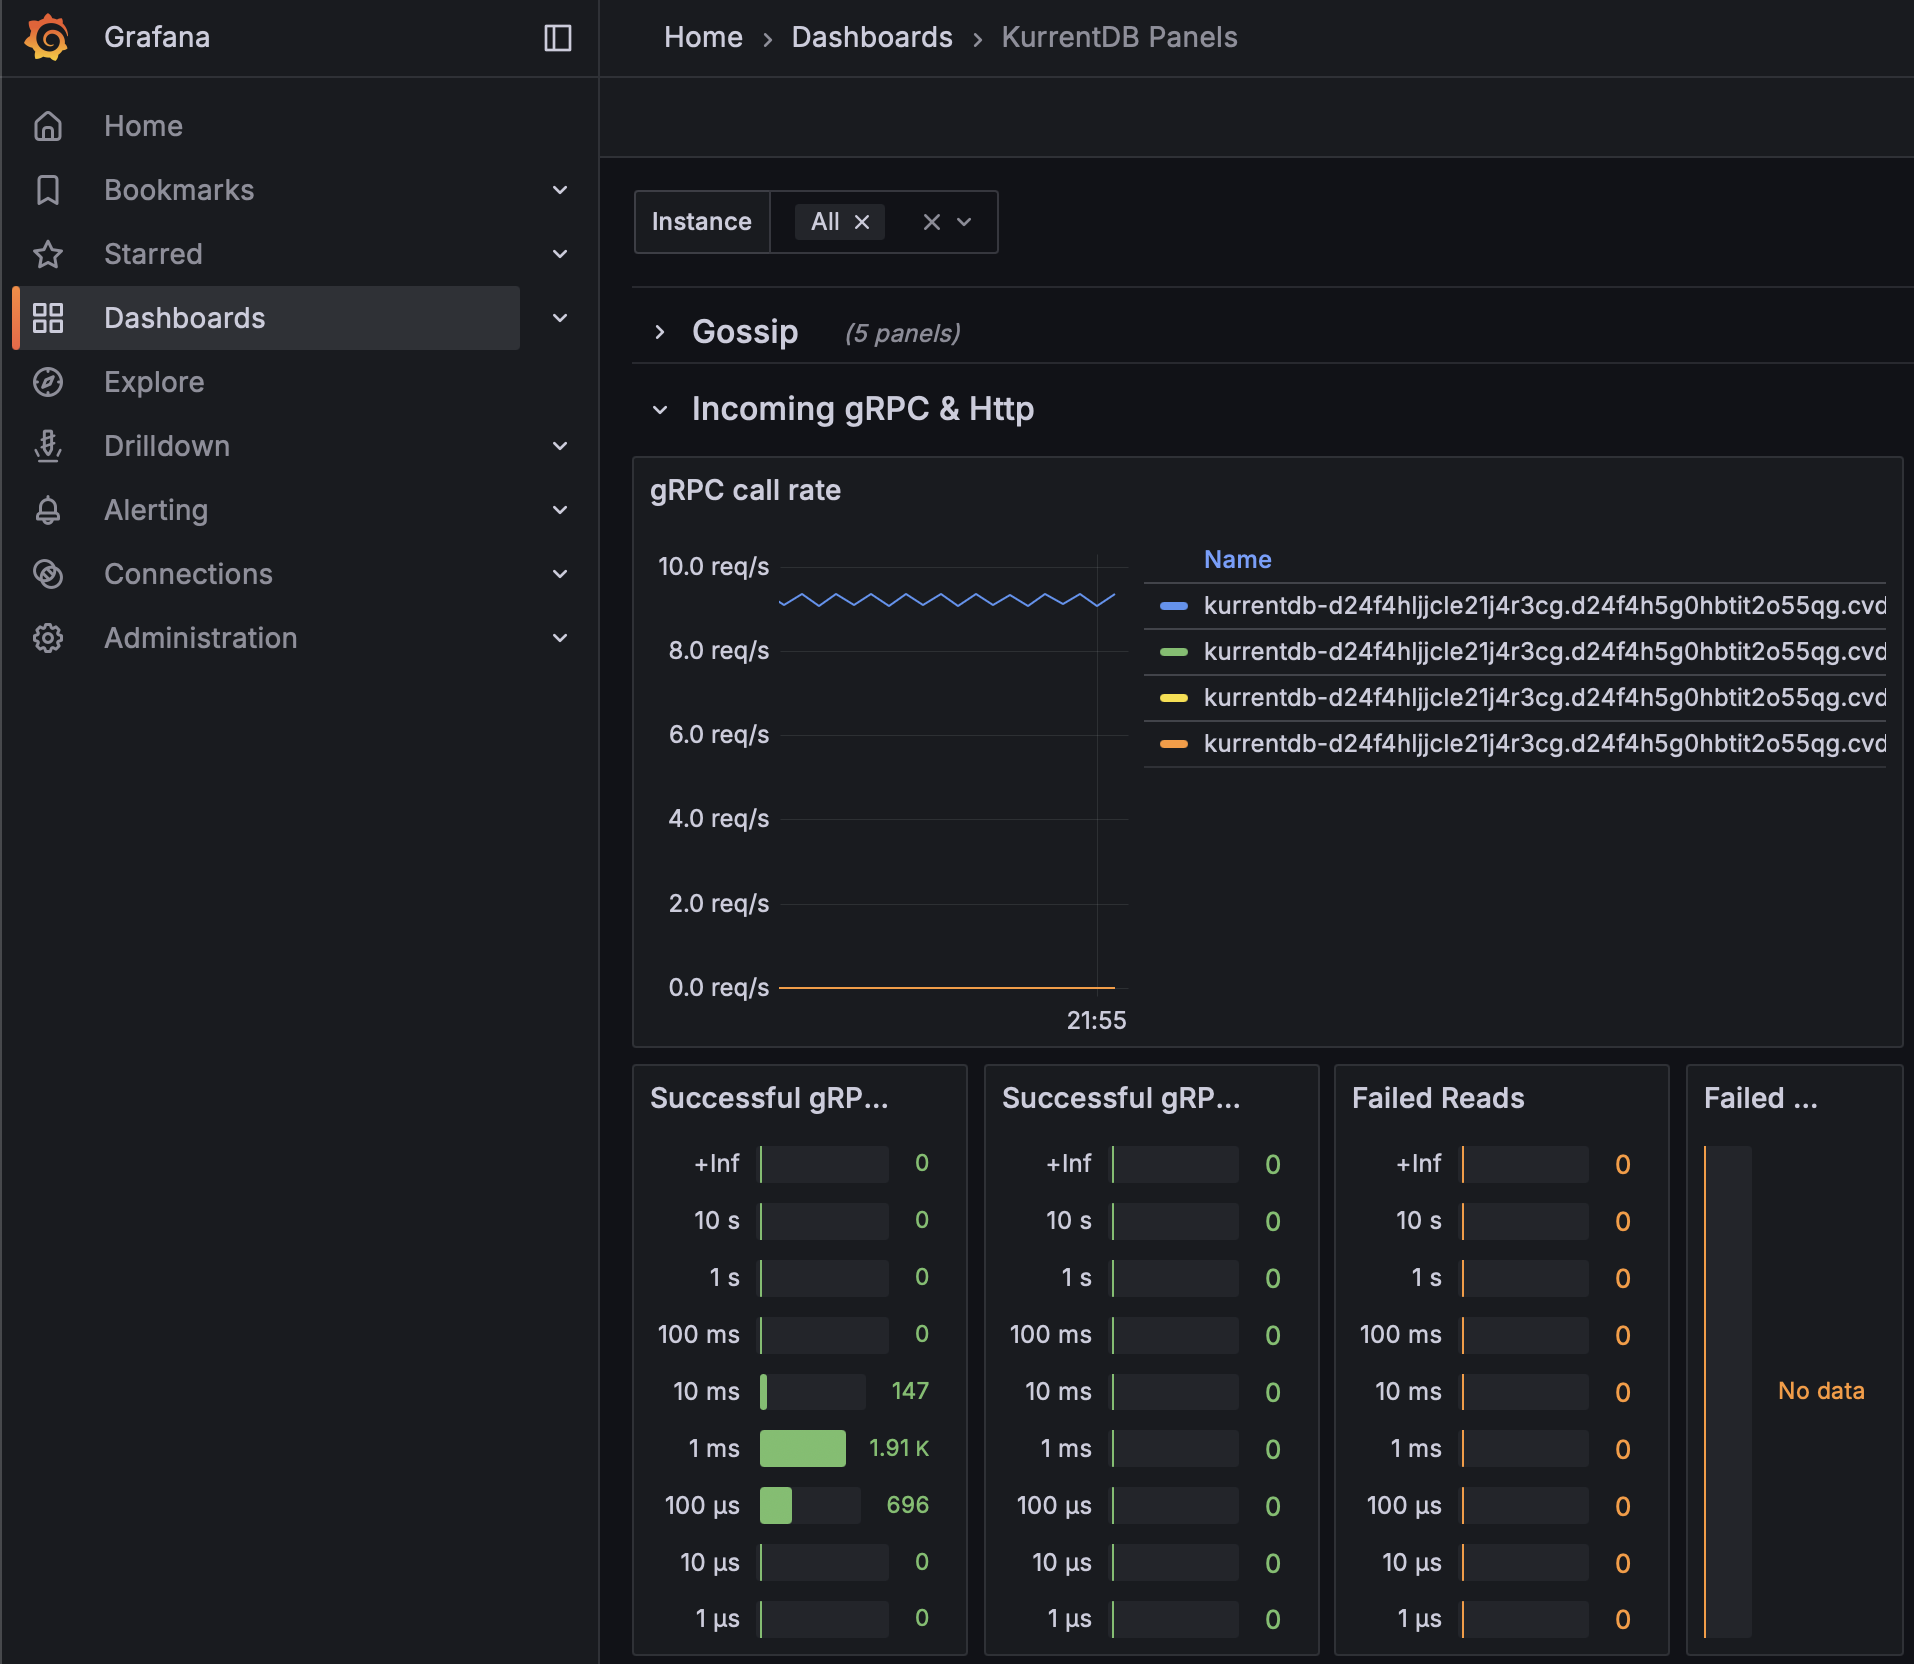 Grafana
Home
Bookmarks
Starred
Dashboards
Explore
Drilldown
Alerting
Connections
Administration
Home › Dashboards › KurrentDB Panels
Instance All
Gossip (5 panels)
Incoming gRPC & Http
gRPC call rate
10.0 req/s
8.0 req/s
6.0 req/s
4.0 req/s
2.0 req/s
0.0 req/s
21:55
Name
kurrentdb-d24f4hljjcle21j4r3cg.d24f4h5g0hbtit2o55qg.cvd
kurrentdb-d24f4hljjcle21j4r3cg.d24f4h5g0hbtit2o55qg.cvd
kurrentdb-d24f4hljjcle21j4r3cg.d24f4h5g0hbtit2o55qg.cvd
kurrentdb-d24f4hljjcle21j4r3cg.d24f4h5g0hbtit2o55qg.cvd
Successful gRP...
+Inf 0
10 s 0
1 s 0
100 ms 0
10 ms 147
1 ms 1.91 K
100 µs 696
10 µs 0
1 µs 0
Successful gRP...
+Inf 0
10 s 0
1 s 0
100 ms 0
10 ms 0
1 ms 0
100 µs 0
10 µs 0
1 µs 0
Failed Reads
+Inf 0
10 s 0
1 s 0
100 ms 0
10 ms 0
1 ms 0
100 µs 0
10 µs 0
1 µs 0
Failed ...
No data